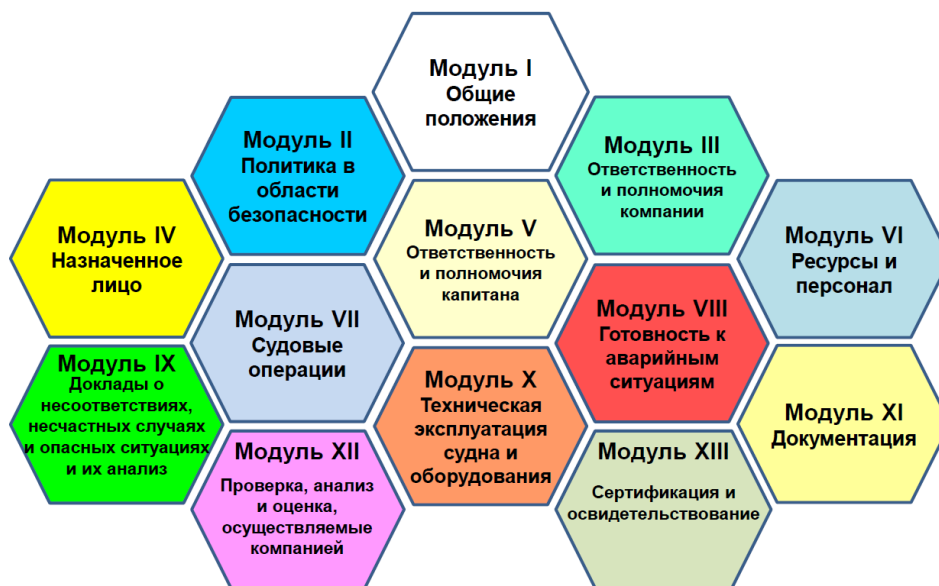 Модуль I
Общие
положения
Модуль II
Политика в
области
безопасности
Модуль III
Ответственность
и полномочия
компании
Модуль IV
Назначенное
лицо
Модуль V
Ответственность
и полномочия
капитана
Модуль VI
Ресурсы и
персонал
Модуль VII
Судовые
операции
Модуль VIII
Готовность к
аварийным
ситуациям
Модуль IX
Доклады о
несоответствиях,
несчастных случаях
и опасных ситуациях
и их анализ
Модуль X
Техническая
эксплуатация
судна и
оборудования
Модуль XI
Документация
Модуль XII
Проверка, анализ
и оценка,
осуществляемые
компанией
Модуль XIII
Сертификация и
освидетельствование